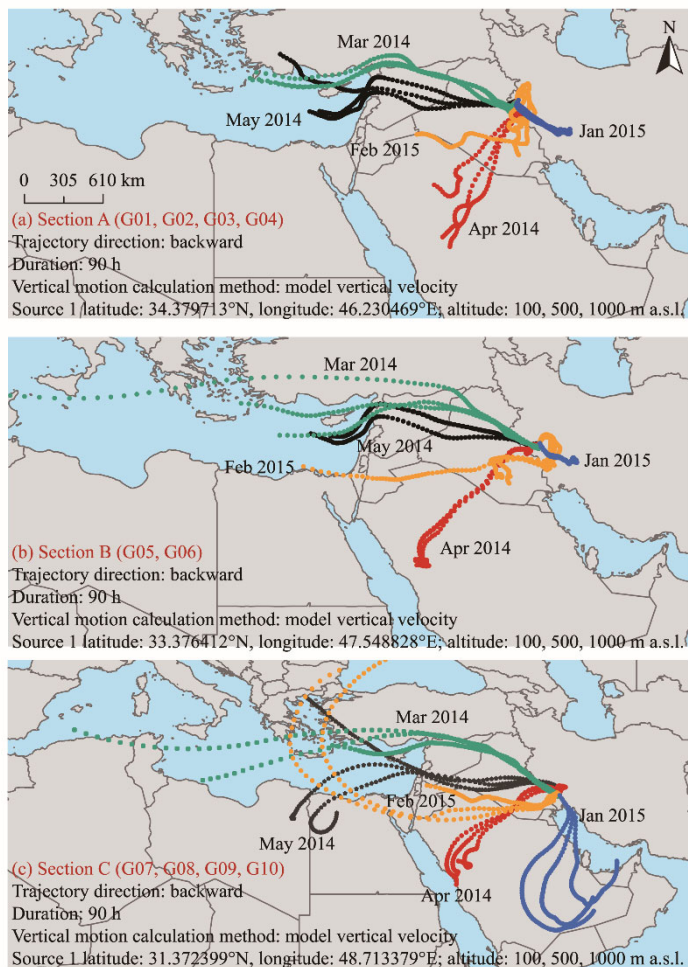 Mar 2014
N
May 2014
Jan 2015
Feb 2015
0 305 610 km
Apr 2014
(a) Section A (G01, G02, G03, G04)
Trajectory direction: backward
Duration: 90 h
Vertical motion calculation method: model vertical velocity
Source 1 latitude: 34.379713°N, longitude: 46.230469°E; altitude: 100, 500, 1000 m a.s.l.
Mar 2014
May 2014
Feb 2015
Jan 2015
Apr 2014
(b) Section B (G05, G06)
Trajectory direction: backward
Duration: 90 h
Vertical motion calculation method: model vertical velocity
Source 1 latitude: 33.376412°N, longitude: 47.548828°E; altitude: 100, 500, 1000 m a.s.l.
Mar 2014
Feb 2015
Jan 2015
May 2014
(c) Section C (G07, G08, G09, G10)
Apr 2014
Trajectory direction: backward
Duration: 90 h
Vertical motion calculation method: model vertical velocity
Source 1 latitude: 31.372399°N, longitude: 48.713379°E; altitude: 100, 500, 1000 m a.s.l.